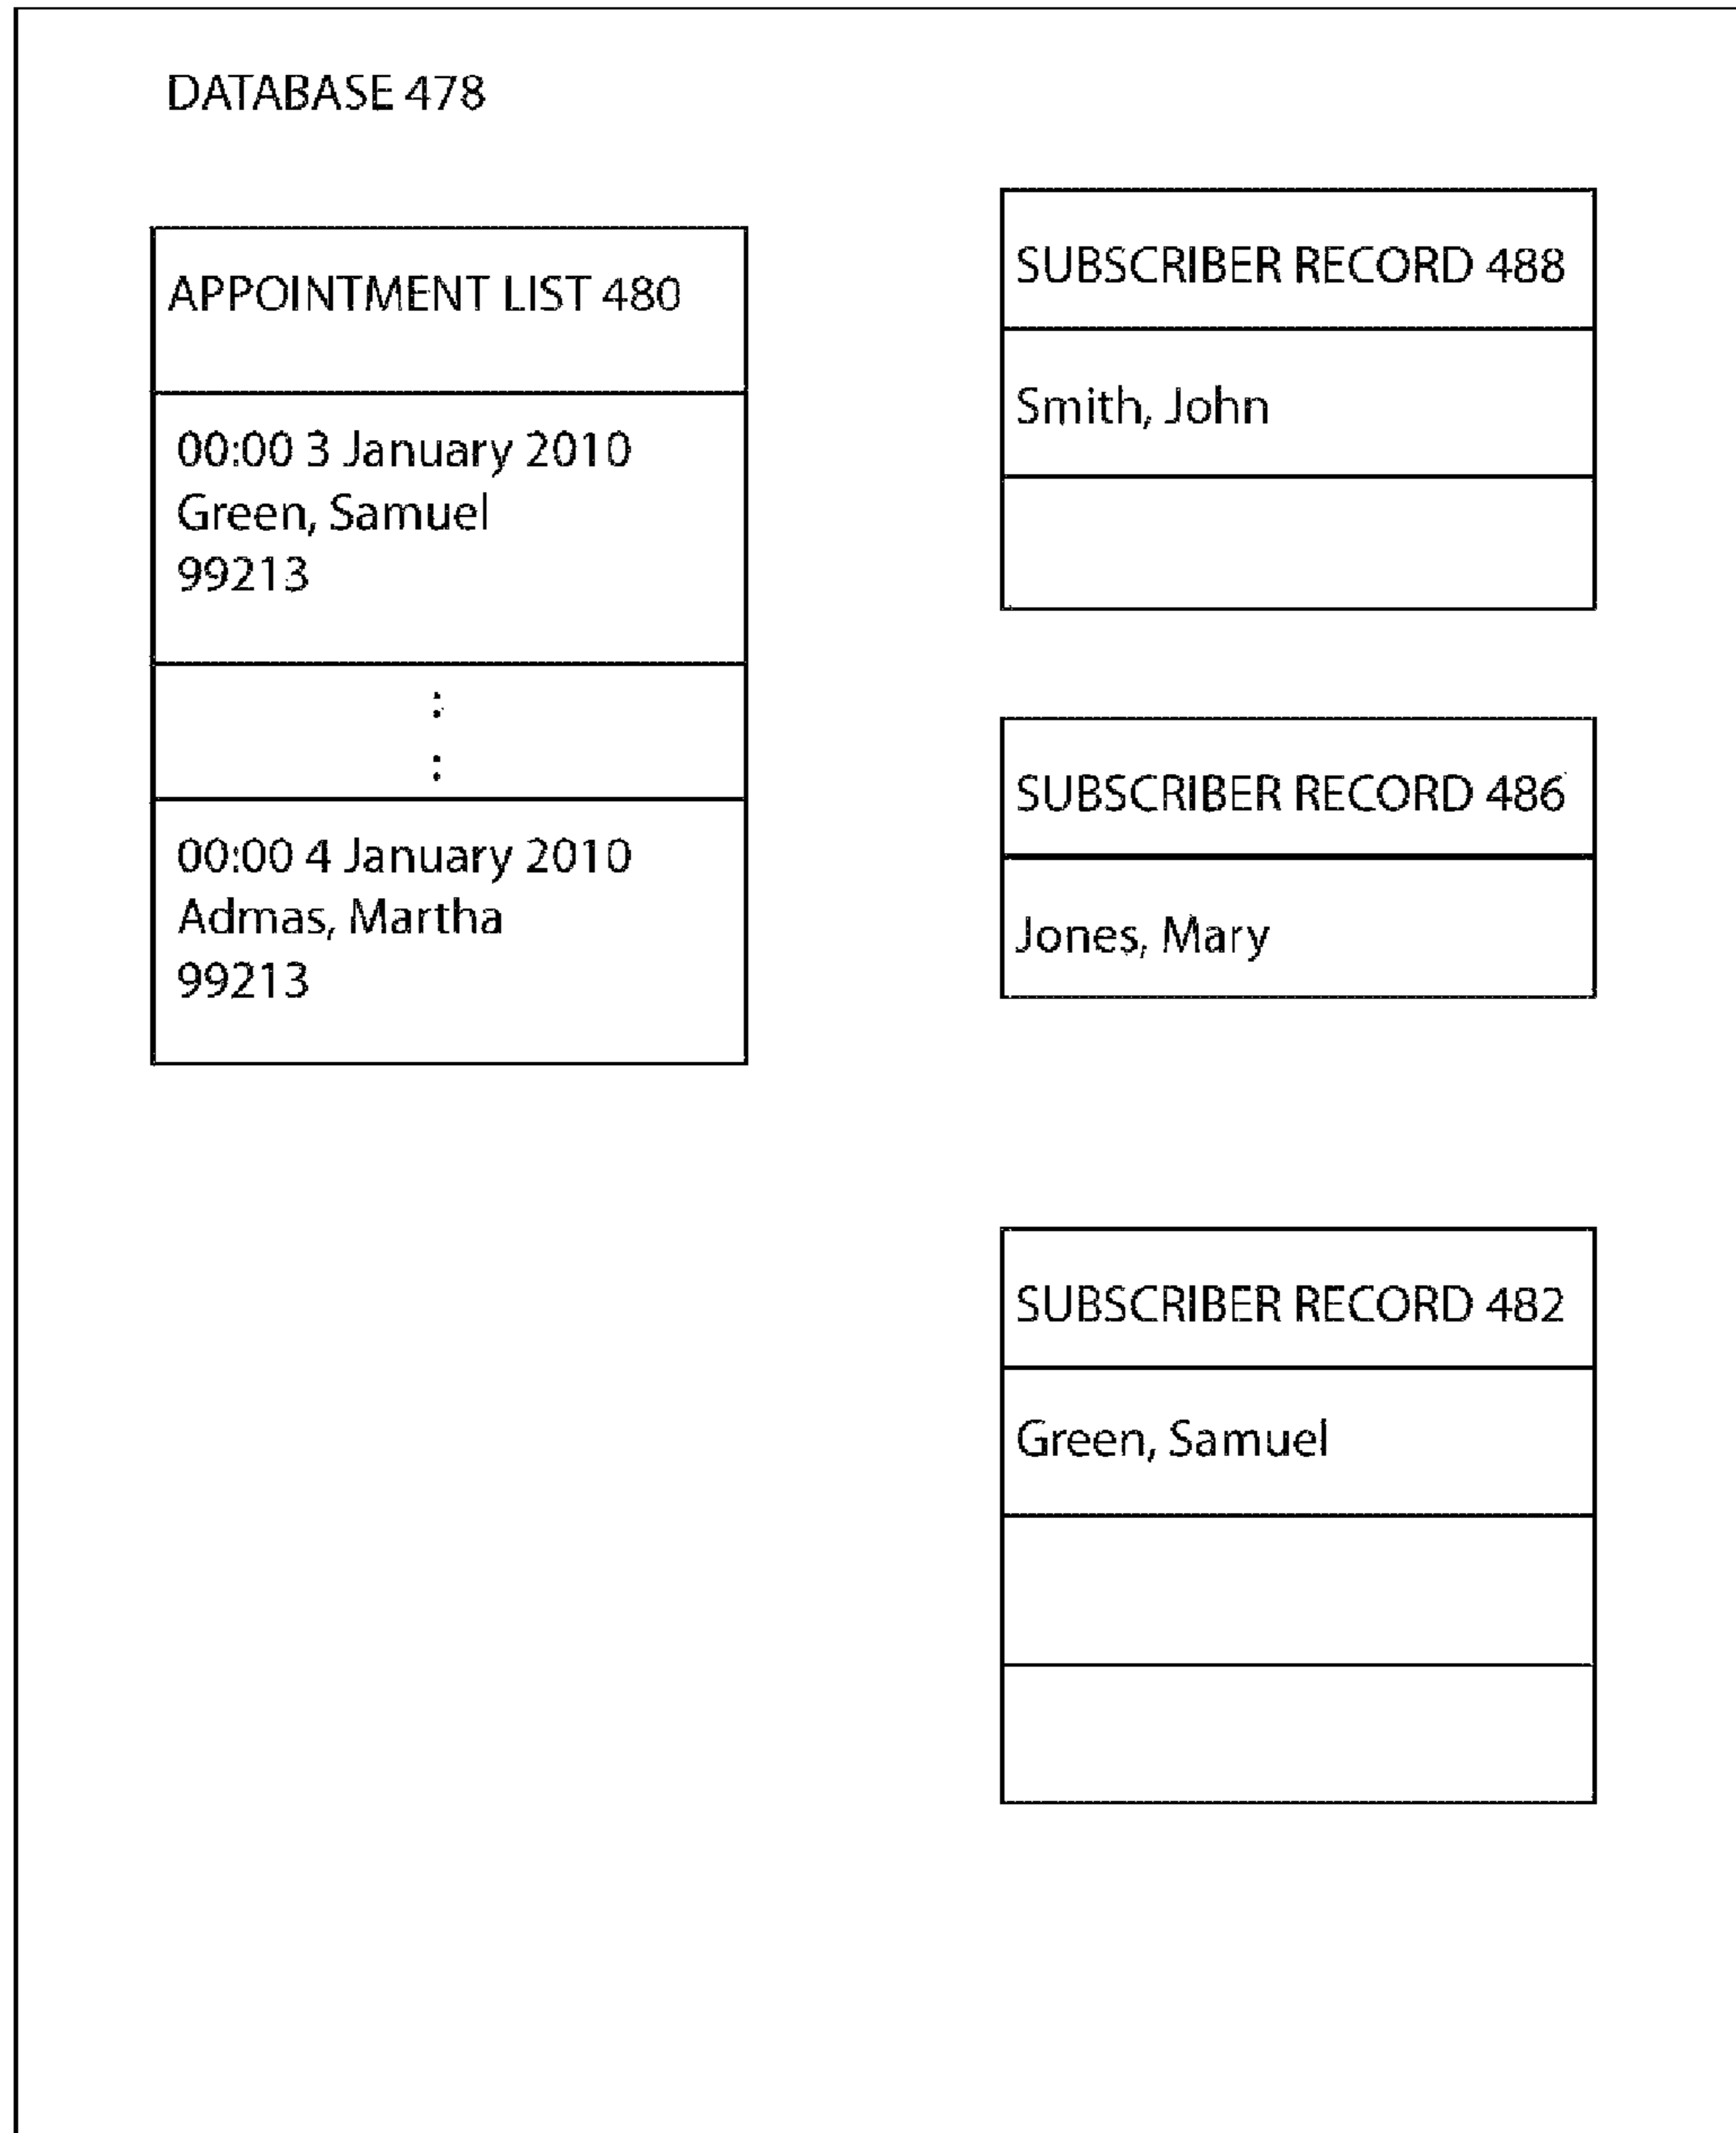 DATABASE 478
APPOINTMENT LIST 480
00:00 3 January 2010
Green, Samuel
99213
:
:
00:00 4 January 2010
Admas, Martha
99213
SUBSCRIBER RECORD 488
Smith, John
SUBSCRIBER RECORD 486
Jones, Mary
SUBSCRIBER RECORD 482
Green, Samuel